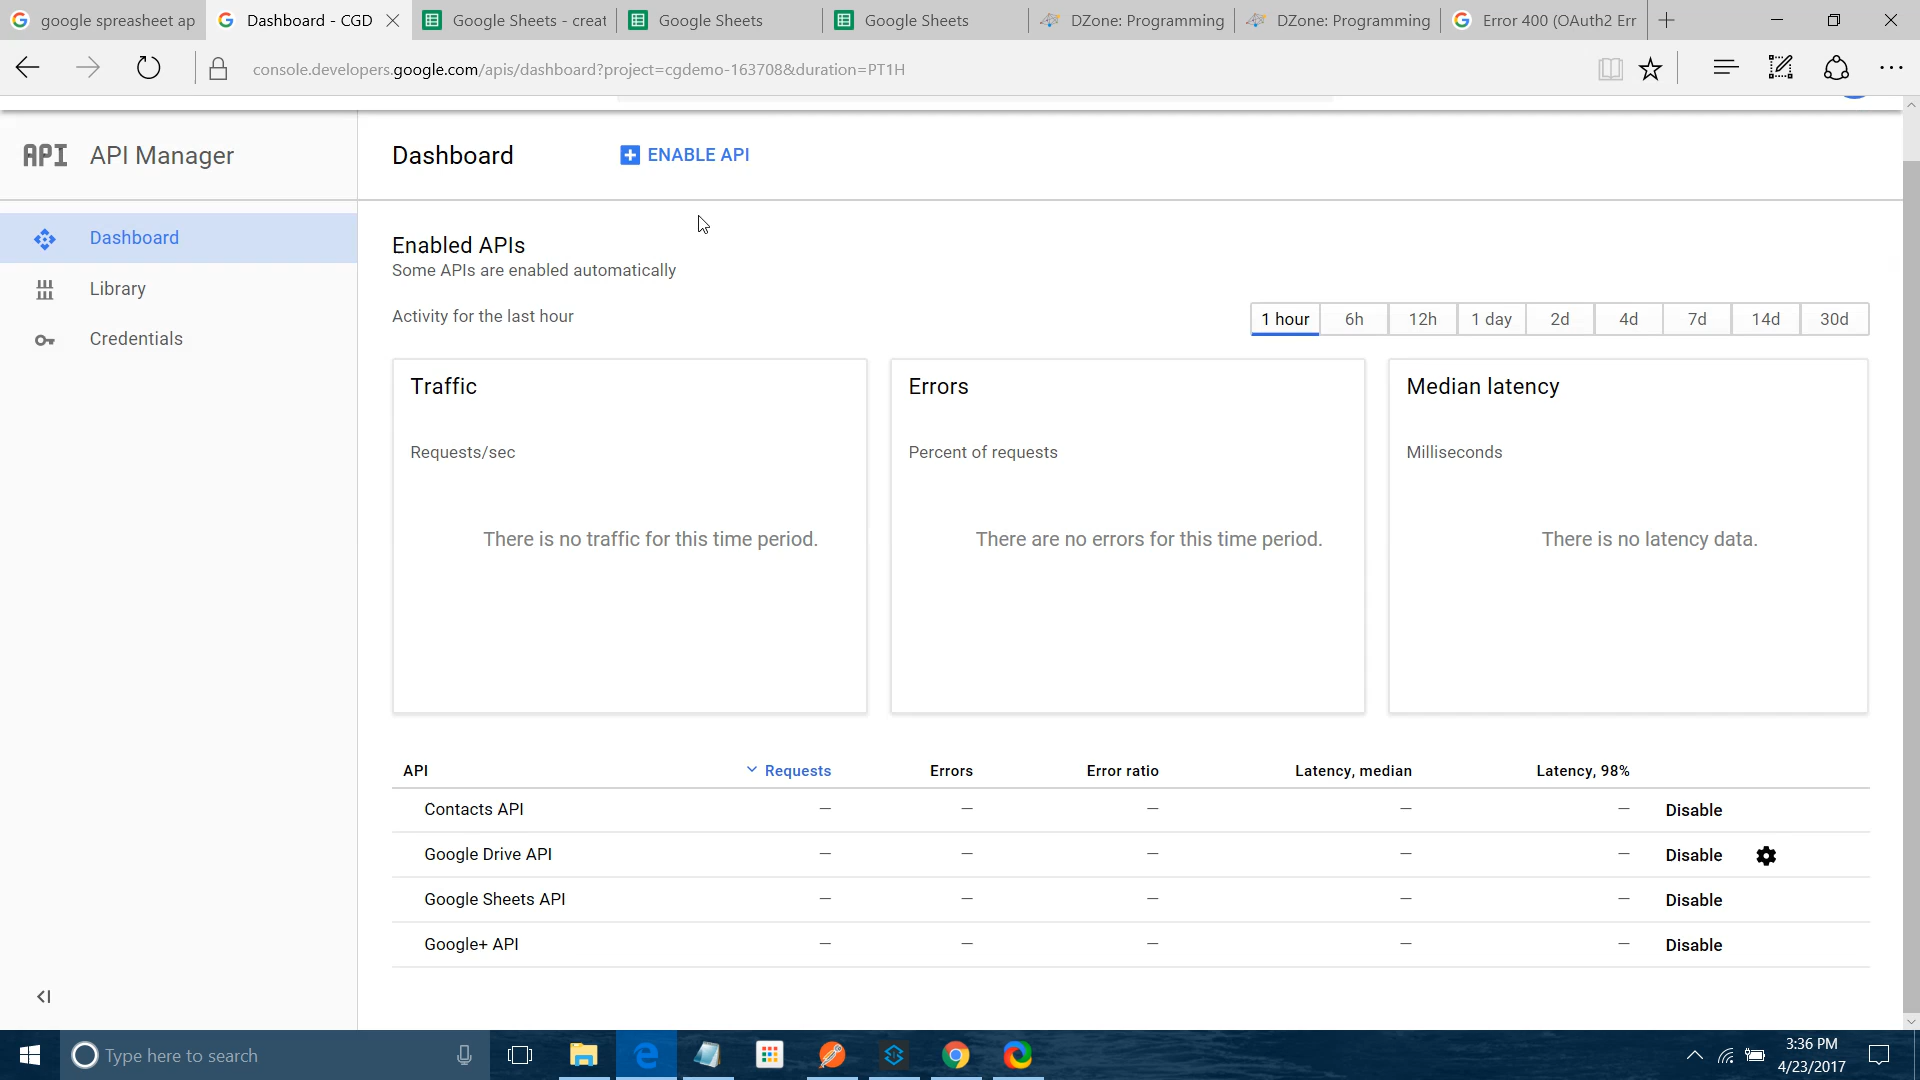 google spreasheet ap
Dashboard - CGD
Google Sheets - creat
Google Sheets
Google Sheets
DZone: Programming
DZone: Programming
Error 400 (OAuth2 Err
console.developers.google.com/apis/dashboard?project=cgdemo-163708&duration=PT1H
API API Manager
Dashboard
ENABLE API
Dashboard
Library
Credentials
Enabled APIs
Some APIs are enabled automatically
Activity for the last hour
1 hour 6h 12h 1 day 2d 4d 7d 14d 30d
Traffic
Requests/sec
There is no traffic for this time period.
Errors
Percent of requests
There are no errors for this time period.
Median latency
Milliseconds
There is no latency data.
API Requests Errors Error ratio Latency, median Latency, 98%
Contacts API — — — — — Disable
Google Drive API — — — — — Disable
Google Sheets API — — — — — Disable
Google+ API — — — — — Disable
Type here to search
3:36 PM
4/23/2017